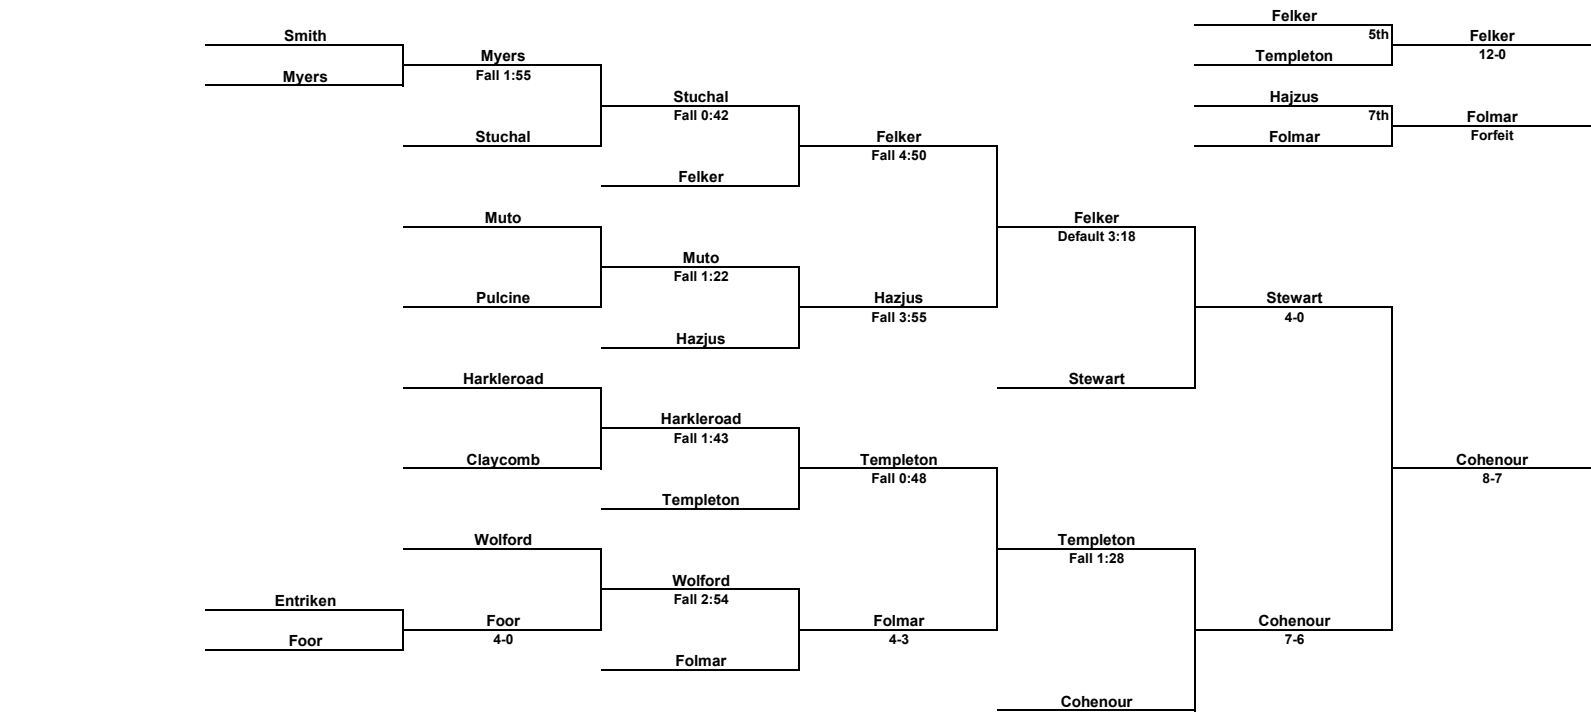 Smith
Myers
Myers
Fall 1:55
Stuchal
Stuchal
Fall 0:42
Felker
Felker
Fall 4:50
Muto
Pulcine
Muto
Fall 1:22
Hazjus
Hazjus
Fall 3:55
Felker
Default 3:18
Stewart
Stewart
4-0
Harkleroad
Claycomb
Harkleroad
Fall 1:43
Templeton
Templeton
Fall 0:48
Wolford
Entriken
Foor
Foor
4-0
Wolford
Fall 2:54
Folmar
Folmar
4-3
Templeton
Fall 1:28
Cohenour
Cohenour
7-6
Cohenour
8-7
Felker
5th
Templeton
Felker
12-0
Hajzus
7th
Folmar
Folmar
Forfeit